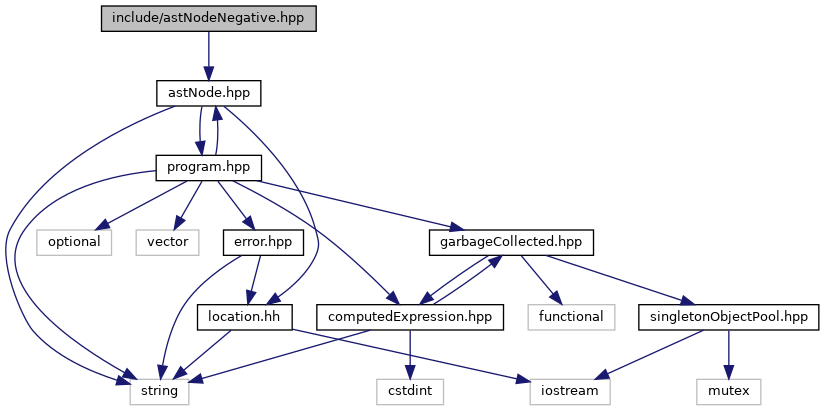 include/astNodeNegative.hpp
astNode.hpp
program.hpp
optional
vector
error.hpp
garbageCollected.hpp
location.hh
computedExpression.hpp
functional
singletonObjectPool.hpp
string
cstdint
iostream
mutex